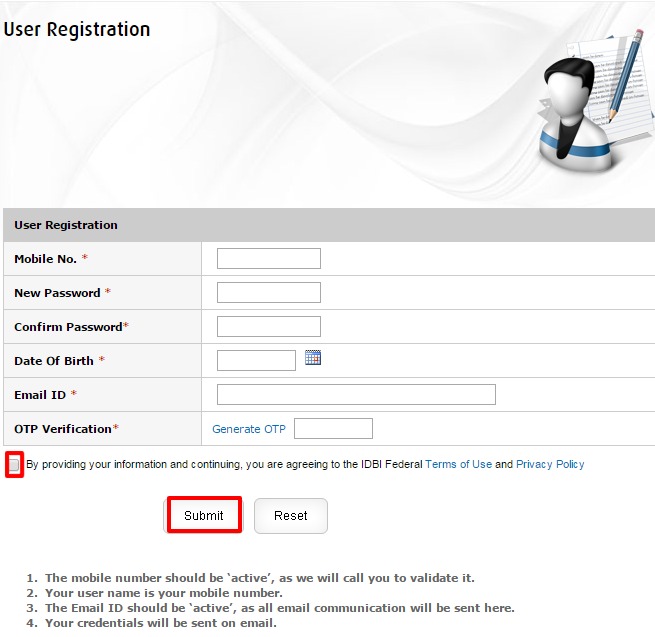 User Registration
User Registration
Mobile No. *
New Password *
Confirm Password*
Date Of Birth *
Email ID *
OTP Verification* Generate OTP
By providing your information and continuing, you are agreeing to the IDBI Federal Terms of Use and Privacy Policy
Submit Reset
1. The mobile number should be ‘active’, as we will call you to validate it.
2. Your user name is your mobile number.
3. The Email ID should be ‘active’, as all email communication will be sent here.
4. Your credentials will be sent on email.